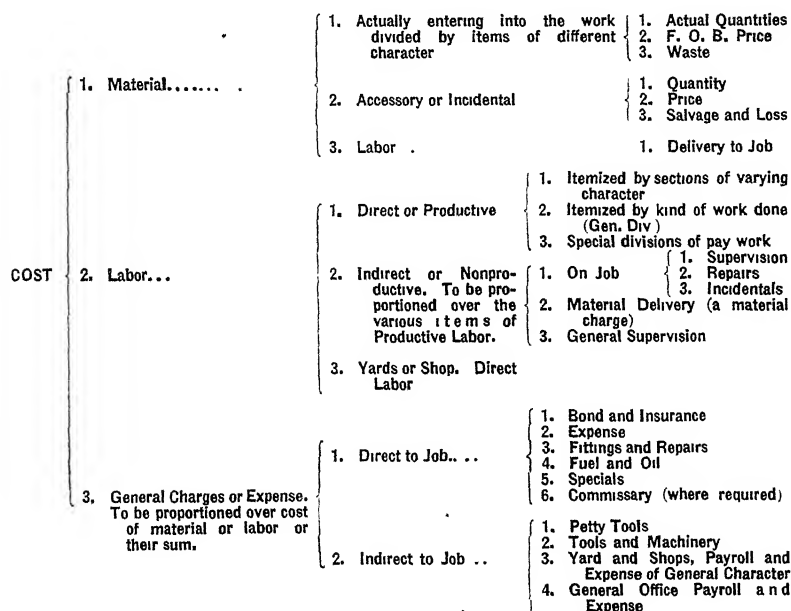 1. Actually entering into the work
divided by items of different
character
1. Actual Quantities
2. F. O. B. Price
3. Waste
1. Material....... .
2. Accessory or Incidental
1. Quantity
2. Price
3. Salvage and Loss
3. Labor .
1. Delivery to Job
COST
2. Labor...
1. Direct or Productive
1. Itemized by sections of varying
character
2. Itemized by kind of work done
(Gen. Div)
3. Special divisions of pay work
2. Indirect or Nonpro-
ductive. To be pro-
portioned over the
various items of
Productive Labor.
1. On Job
1. Supervision
2. Repairs
3. Incidentals
2. Material Delivery (a material
charge)
3. General Supervision
3. Yards or Shop. Direct
Labor
3. General Charges or Expense.
To be proportioned over cost
of material or labor or
their sum.
1. Direct to Job.. ..
1. Bond and Insurance
2. Expense
3. Fittings and Repairs
4. Fuel and Oil
5. Specials
6. Commissary (where required)
2. Indirect to Job ..
1. Petty Tools
2. Tools and Machinery
3. Yard and Shops, Payroll and
Expense of General Character
4. General Office Payroll and
Expense